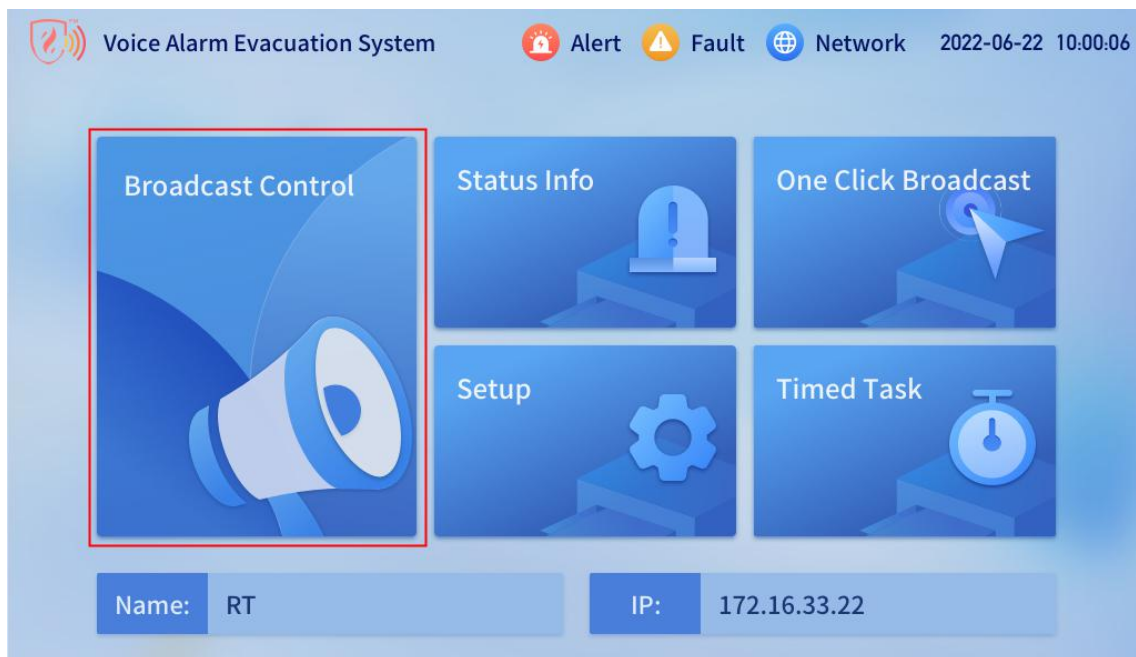 Voice Alarm Evacuation System Alert Fault Network 2022-06-22 10:00:06
Broadcast Control
Status Info
One Click Broadcast
Setup
Timed Task
Name: RT
IP: 172.16.33.22